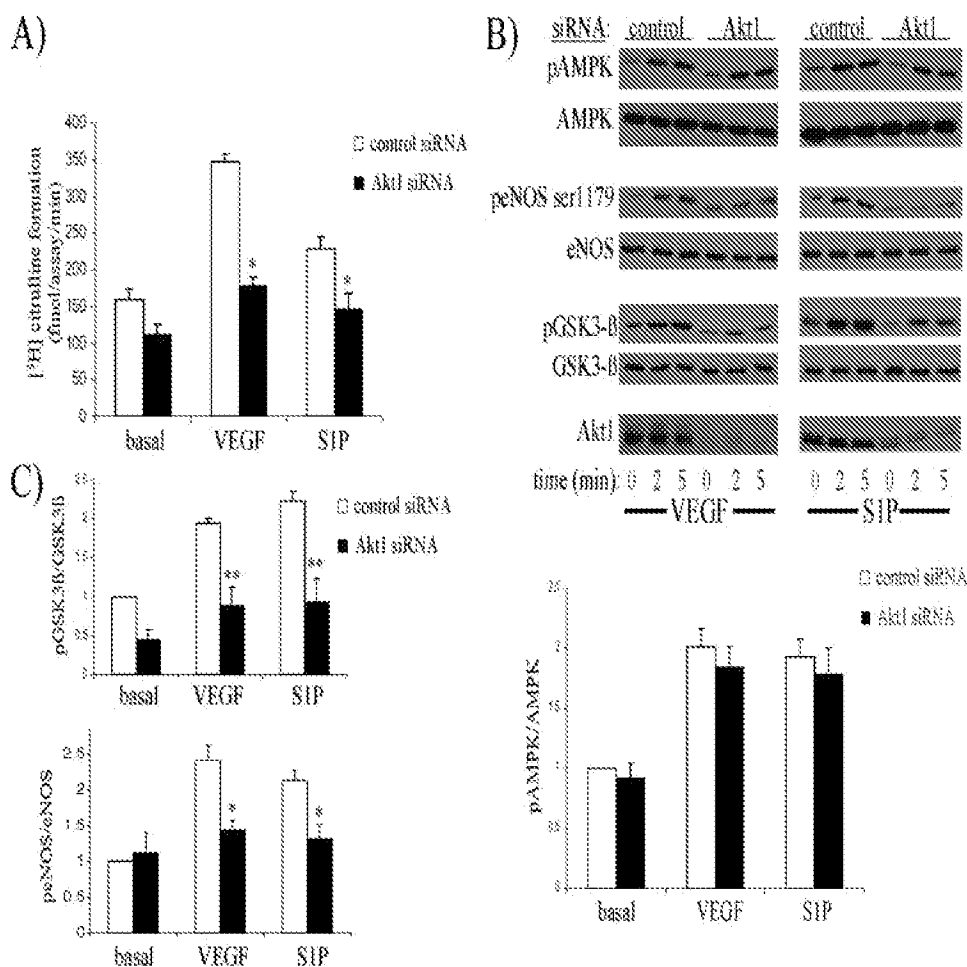 A)
[³H] citrulline formation
(fmol/assay/min)
400
350
300
250
200
150
100
50
0
control siRNA
Akt1 siRNA
*
*
basal VEGF S1P
B)
siRNA: control Akt1 control Akt1
pAMPK
AMPK
peNOS ser1179
eNOS
pGSK3-ß
GSK3-ß
Akt1
time (min): 0 2 5 0 2 5 0 2 5 0 2 5
VEGF S1P
C)
pGSK3ß/GSK3ß
control siRNA
Akt1 siRNA
**
**
basal VEGF S1P
peNOS/eNOS
2.5
2
1.5
1
0.5
0
*
*
basal VEGF S1P
pAMPK/AMPK
control siRNA
Akt1 siRNA
basal VEGF S1P